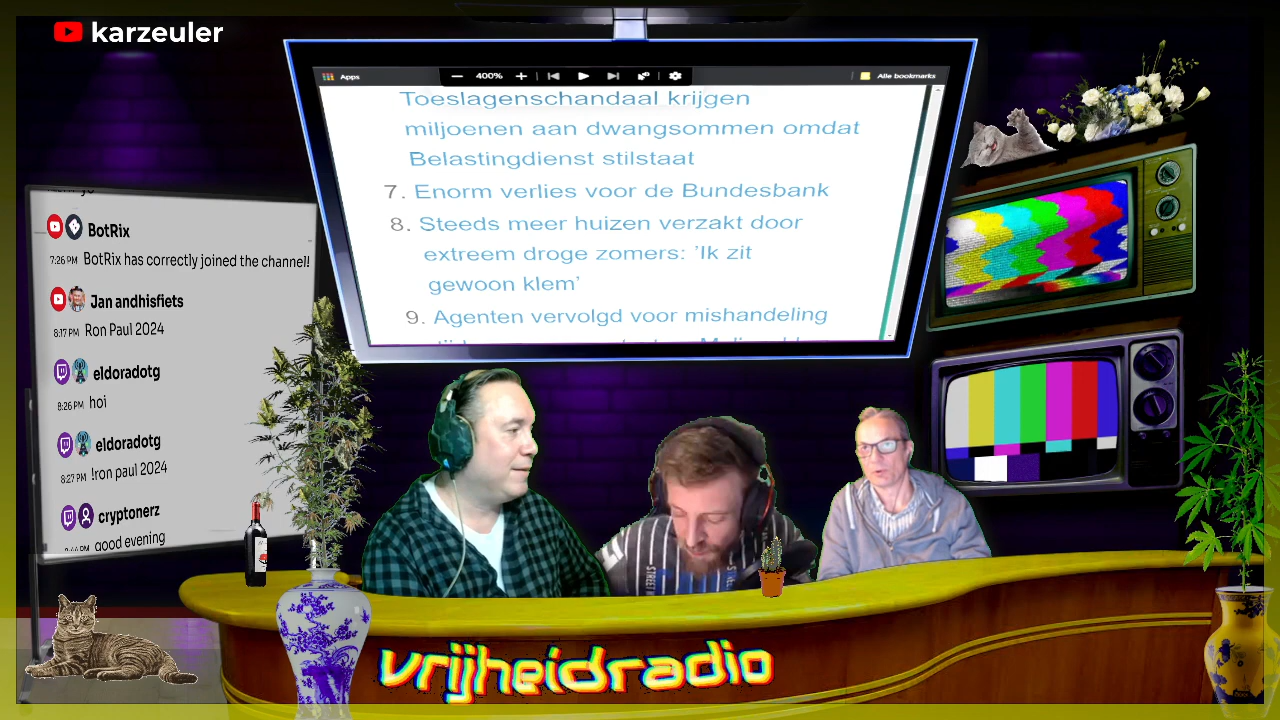 karzeuler
Apps
400%
Alle bookmarks
Toeslagenschandaal krijgen
miljoenen aan dwangsommen omdat
Belastingdienst stilstaat
7. Enorm verlies voor de Bundesbank
8. Steeds meer huizen verzakt door
extreem droge zomers: 'Ik zit
gewoon klem'
9. Agenten vervolgd voor mishandeling
BotRix
7:26 PM BotRix has correctly joined the channel!
Jan andhisfiets
8:17 PM Ron Paul 2024
eldoradotg
8:26 PM hoi
eldoradotg
8:27 PM !ron paul 2024
cryptonerz
good evening
STREET
vrijheidradio